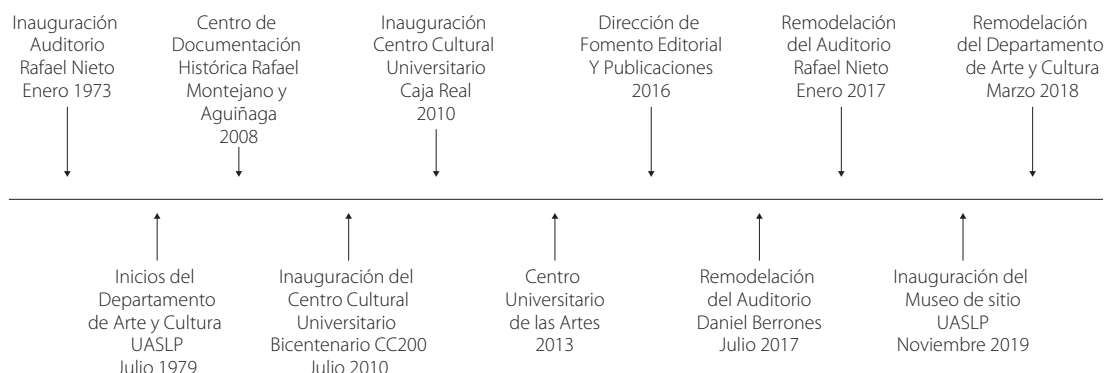 Inauguración
Auditorio
Rafael Nieto
Enero 1973
Centro de
Documentación
Histórica Rafael
Montejano y
Aguiñaga
2008
Inauguración
Centro Cultural
Universitario
Caja Real
2010
Dirección de
Fomento Editorial
Y Publicaciones
2016
Remodelación
del Auditorio
Rafael Nieto
Enero 2017
Remodelación
del Departamento
de Arte y Cultura
Marzo 2018
Inicios del
Departamento
de Arte y Cultura
UASLP
Julio 1979
Inauguración del
Centro Cultural
Universitario
Bicentenario CC200
Julio 2010
Centro
Universitario
de las Artes
2013
Remodelación
del Auditorio
Daniel Berrones
Julio 2017
Inauguración del
Museo de sitio
UASLP
Noviembre 2019